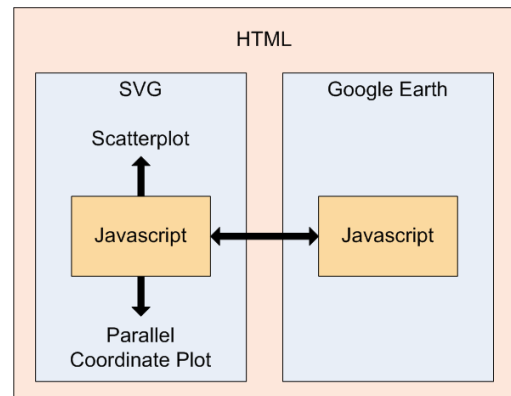 HTML
SVG
Scatterplot
Javascript
Parallel
Coordinate Plot
Google Earth
Javascript